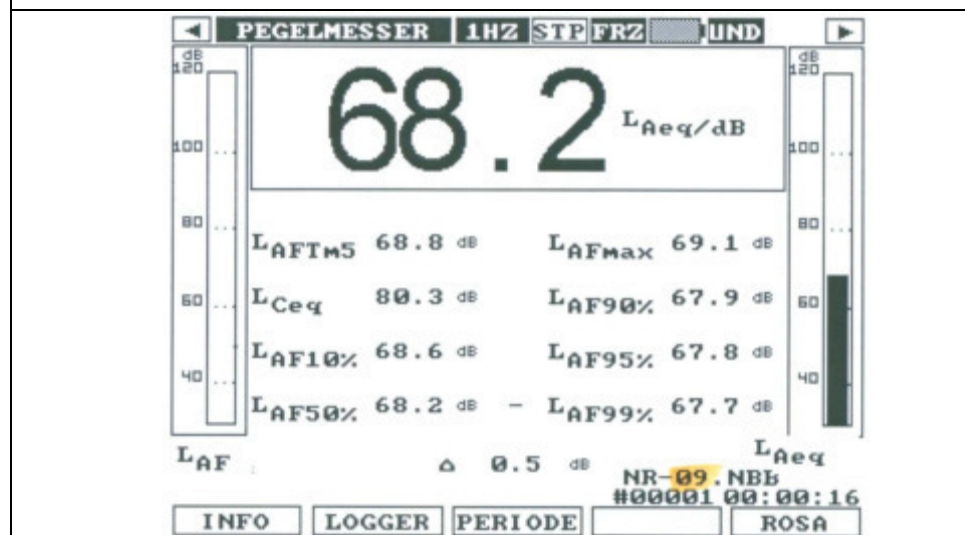 ◄ PEGELMESSER 1HZ STP FRZ UND ►
dB dB
120 120
68.2 LAeq/dB
100 100
80 80
LAFTm5 68.8 dB LAFmax 69.1 dB
60 LCeq 80.3 dB LAF90% 67.9 dB 60
LAF10% 68.6 dB LAF95% 67.8 dB
40 40
LAF50% 68.2 dB - LAF99% 67.7 dB
LAF LAeq
Δ 0.5 dB
NR-09.NBB
#00001 00:00:16
INFO LOGGER PERIODE ROSA